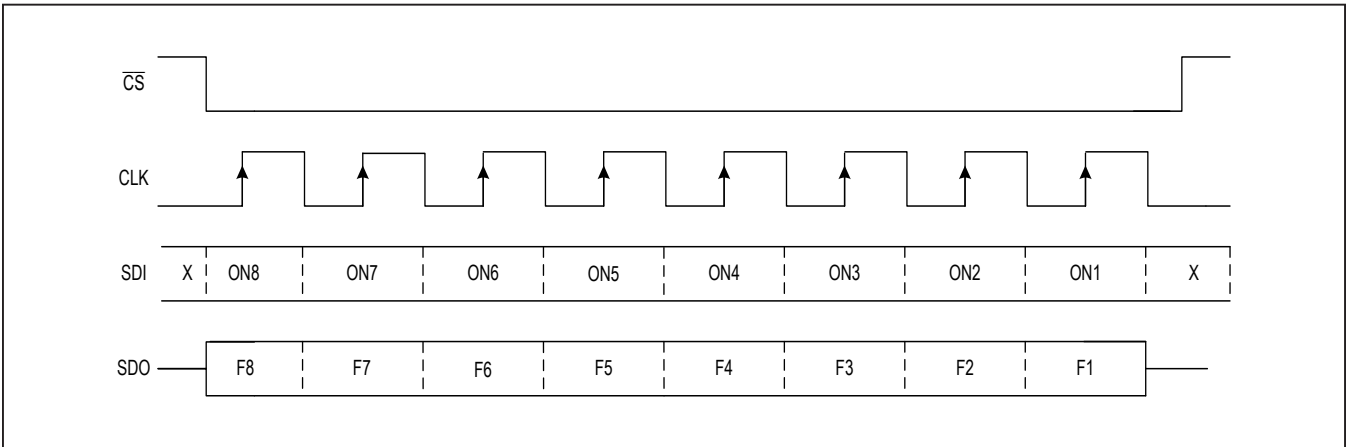 CS
CLK
SDI X ON8 ON7 ON6 ON5 ON4 ON3 ON2 ON1 X
SDO F8 F7 F6 F5 F4 F3 F2 F1